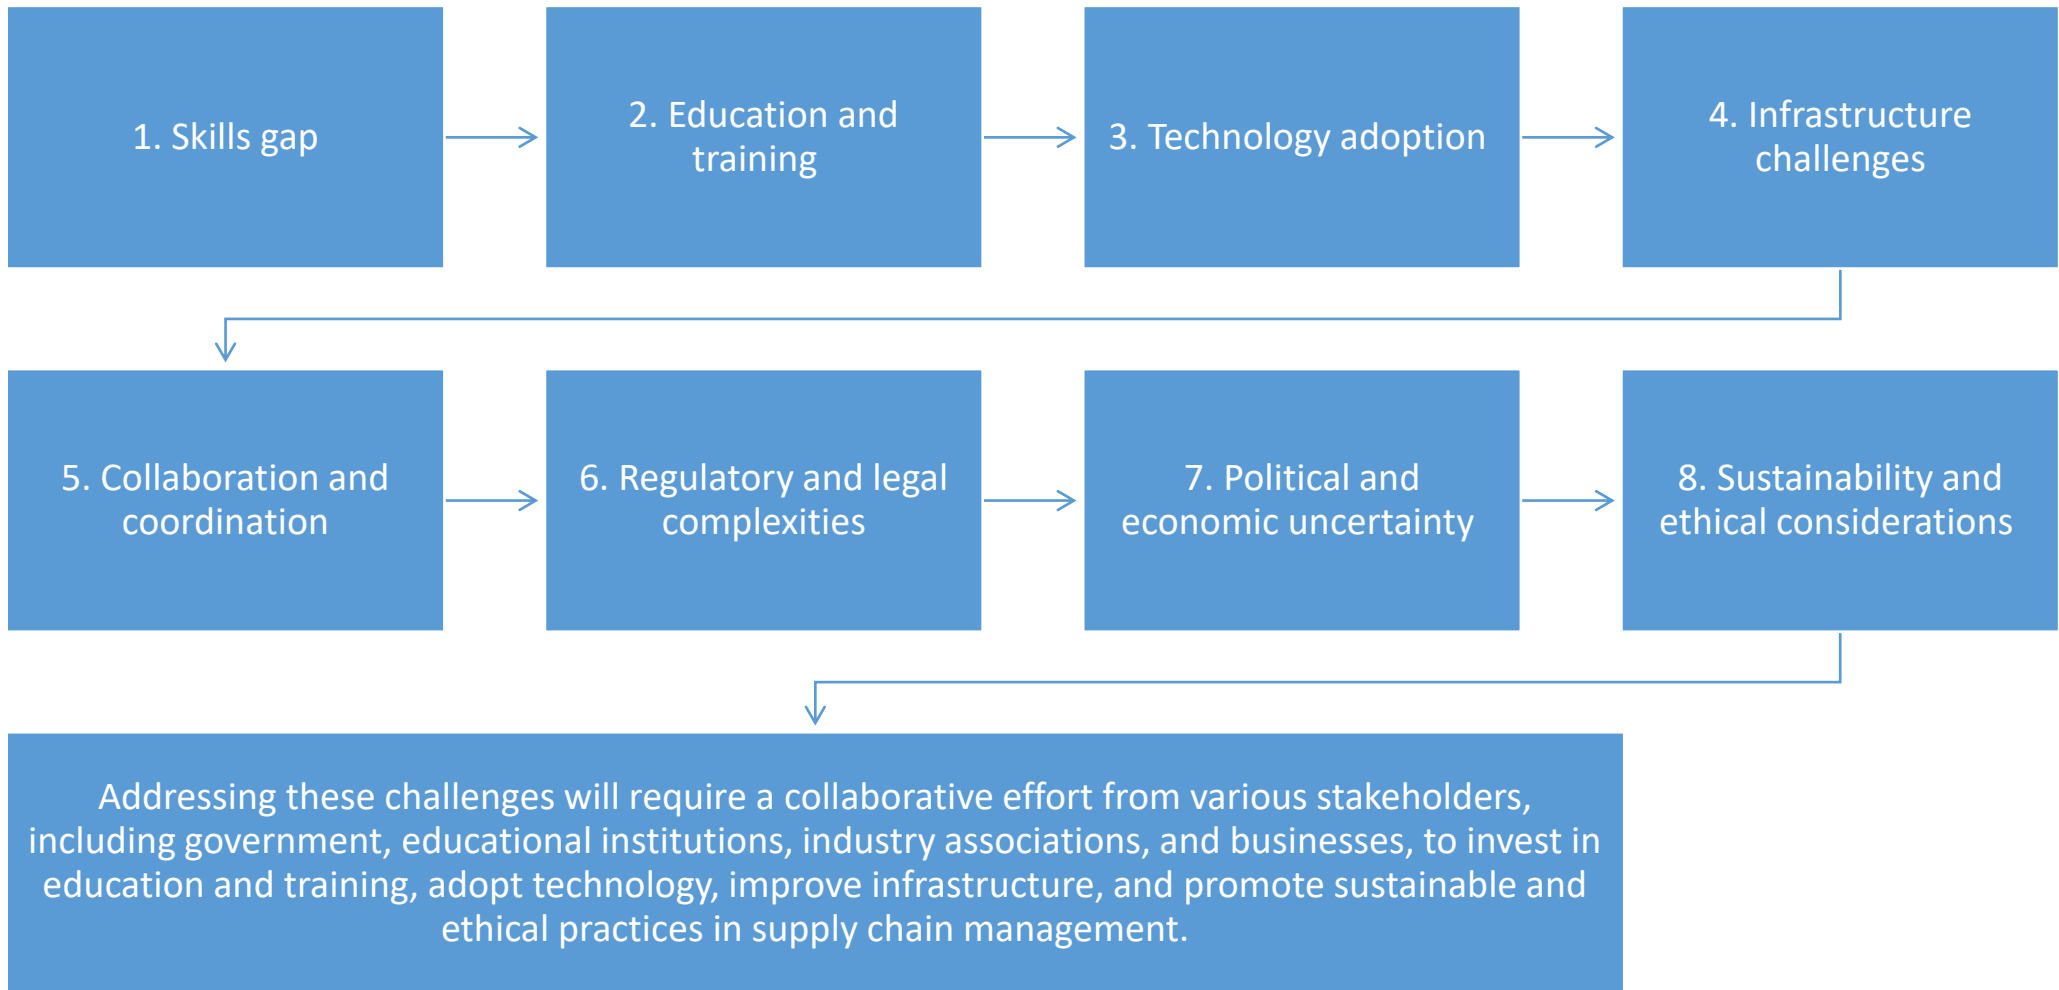 1. Skills gap
2. Education and
training
3. Technology adoption
4. Infrastructure
challenges
5. Collaboration and
coordination
6. Regulatory and legal
complexities
7. Political and
economic uncertainty
8. Sustainability and
ethical considerations
Addressing these challenges will require a collaborative effort from various stakeholders,
including government, educational institutions, industry associations, and businesses, to invest in
education and training, adopt technology, improve infrastructure, and promote sustainable and
ethical practices in supply chain management.